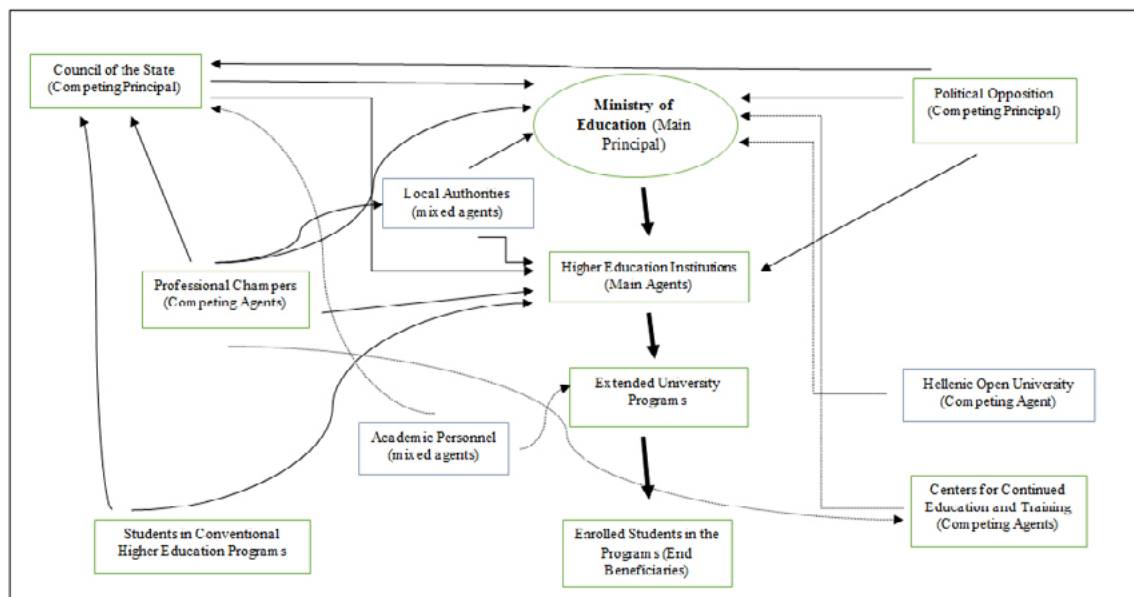 Council of the State
(Competing Principal)
Ministry of
Education (Main
Principal)
Political Opposition
(Competing Principal)
Local Authorities
(mixed agents)
Professional Champers
(Competing Agents)
Higher Education Institutions
(Main Agents)
Extended University
Programs
Hellenic Open University
(Competing Agent)
Academic Personnel
(mixed agents)
Centers for Continued
Education and Training
(Competing Agents)
Students in Conventional
Higher Education Programs
Enrolled Students in the
Programs (End
Beneficiaries)